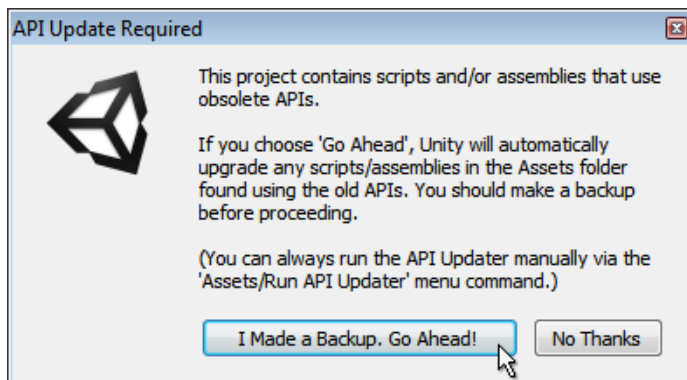 API Update Required
This project contains scripts and/or assemblies that use
obsolete APIs.
If you choose 'Go Ahead', Unity will automatically
upgrade any scripts/assemblies in the Assets folder
found using the old APIs. You should make a backup
before proceeding.
(You can always run the API Updater manually via the
'Assets/Run API Updater' menu command.)
I Made a Backup. Go Ahead!
No Thanks